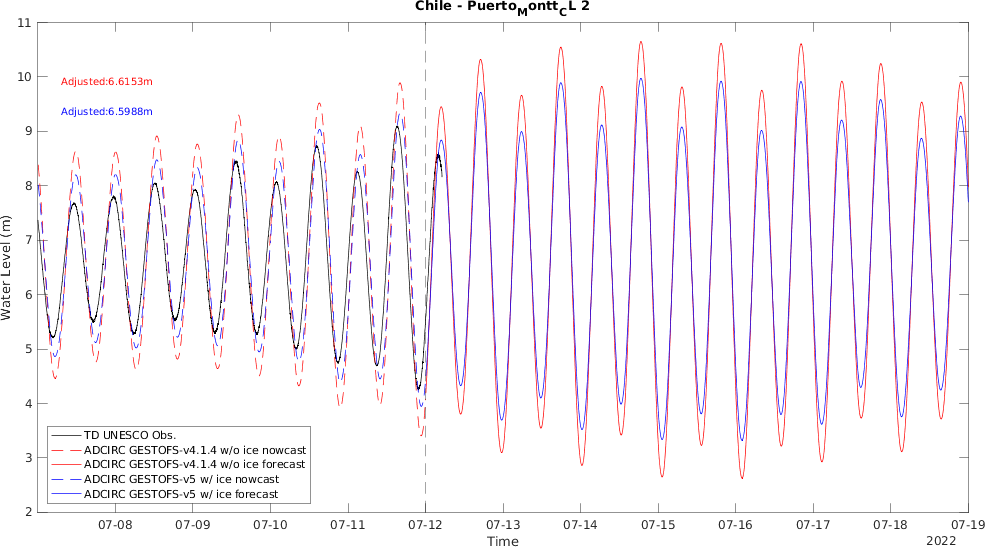 Chile - Puerto_Montt_CL 2
11
10
9
8
7
6
5
4
3
2
Water Level (m)
Adjusted:6.6153m
Adjusted:6.5988m
TD UNESCO Obs.
ADCIRC GESTOFS-v4.1.4 w/o ice nowcast
ADCIRC GESTOFS-v4.1.4 w/o ice forecast
ADCIRC GESTOFS-v5 w/ ice nowcast
ADCIRC GESTOFS-v5 w/ ice forecast
07-08 07-09 07-10 07-11 07-12 07-13 07-14 07-15 07-16 07-17 07-18 07-19
Time
2022